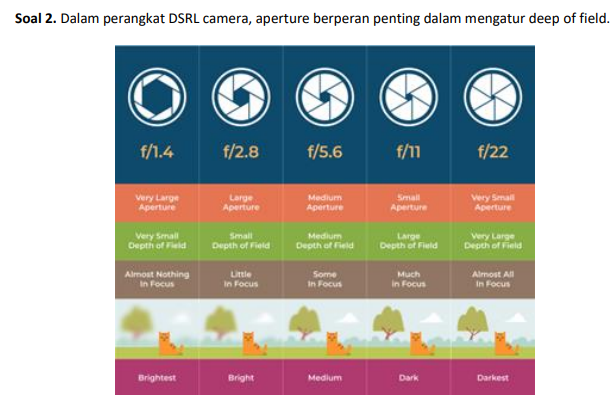 Soal 2. Dalam perangkat DSRL camera, aperture berperan penting dalam mengatur deep of field.
f/1.4 f/2.8 f/5.6 f/11 f/22
Very Large Large Medium Small Very Small
Aperture Aperture Aperture Aperture Aperture
Very Small Small Medium Large Very Large
Depth of Field Depth of Field Depth of Field Depth of Field Depth of Field
Almost Nothing Little Some Much Almost All
In Focus In Focus In Focus in Focus In Focus
Brightest Bright Medium Dark Darkest